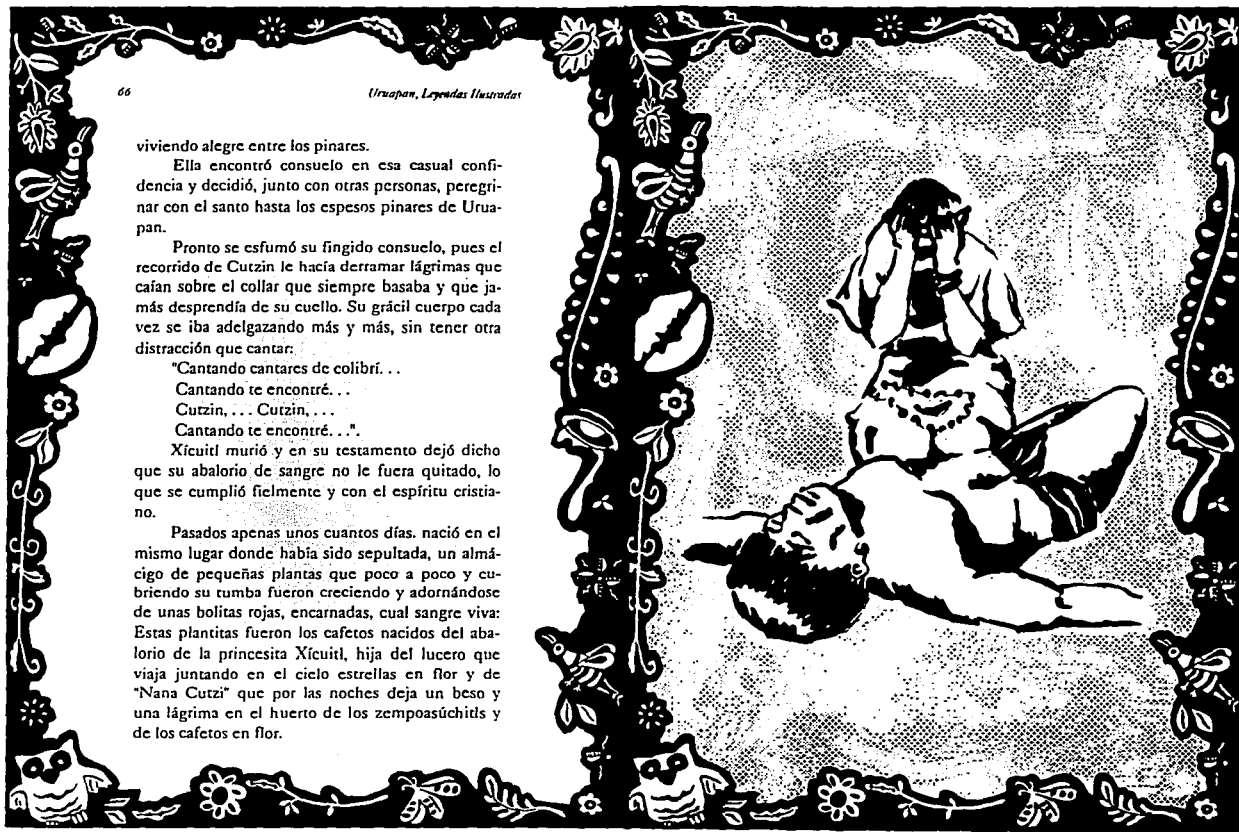 66
Uruapan, Leyendas Ilustradas
viviendo alegre entre los pinares.
Ella encontró consuelo en esa casual confi-
dencia y decidió, junto con otras personas, peregri-
nar con el santo hasta los espesos pinares de Urua-
pan.
Pronto se esfumó su fingido consuelo, pues el
recorrido de Cutzin le hacía derramar lágrimas que
caían sobre el collar que siempre basaba y que ja-
más desprendía de su cuello. Su grácil cuerpo cada
vez se iba adelgazando más y más, sin tener otra
distracción que cantar:
"Cantando cantares de colibrí. . .
Cantando te encontré. . .
Cutzin, . . . Cutzin, . . .
Cantando te encontré. . .".
Xícuitl murió y en su testamento dejó dicho
que su abalorio de sangre no le fuera quitado, lo
que se cumplió fielmente y con el espíritu cristia-
no.
Pasados apenas unos cuantos días. nació en el
mismo lugar donde había sido sepultada, un almá-
cigo de pequeñas plantas que poco a poco y cu-
briendo su tumba fueron creciendo y adornándose
de unas bolitas rojas, encarnadas, cual sangre viva:
Estas plantitas fueron los cafetos nacidos del aba-
lorio de la princesita Xícuitl, hija del lucero que
viaja juntando en el cielo estrellas en flor y de
"Nana Cutzi" que por las noches deja un beso y
una lágrima en el huerto de los zempoasúchitls y
de los cafetos en flor.